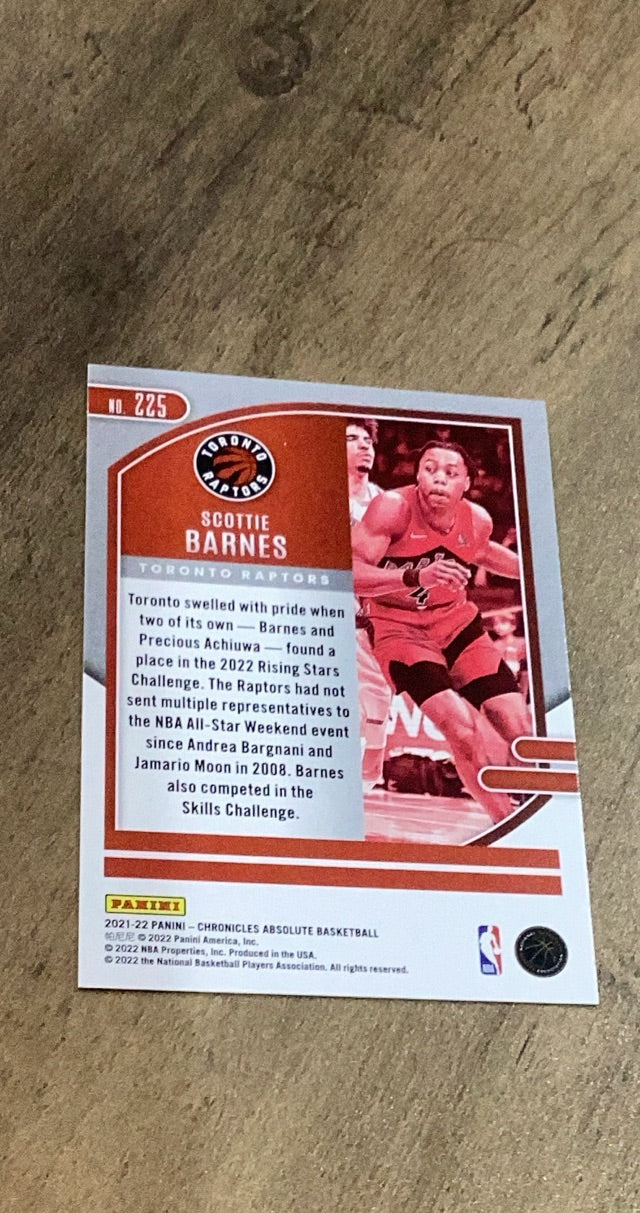 NO. 225
TORONTO
RAPTORS
SCOTTIE
BARNES
TORONTO RAPTORS
Toronto swelled with pride when
two of its own — Barnes and
Precious Achiuwa — found a
place in the 2022 Rising Stars
Challenge. The Raptors had not
sent multiple representatives to
the NBA All-Star Weekend event
since Andrea Bargnani and
Jamario Moon in 2008. Barnes
also competed in the
Skills Challenge.
4
PANINI
2021-22 PANINI – CHRONICLES ABSOLUTE BASKETBALL
帕尼尼 © 2022 Panini America, Inc.
© 2022 NBA Properties, Inc. Produced in the USA.
© 2022 the National Basketball Players Association. All rights reserved.